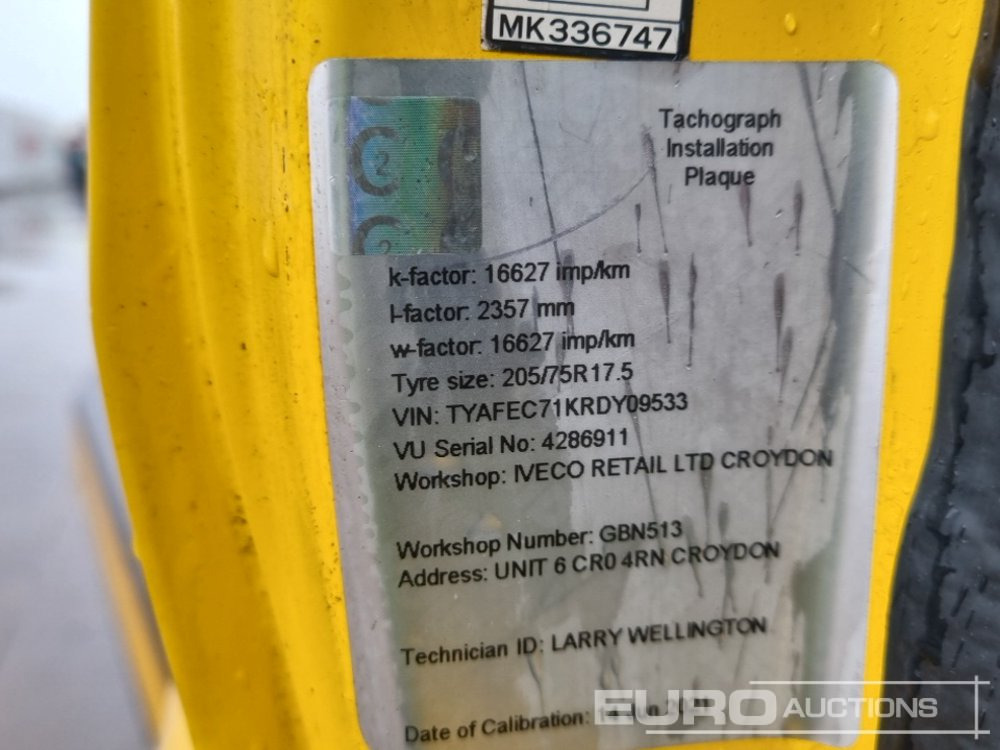 MK336747
Tachograph
Installation
Plaque
k-factor: 16627 imp/km
l-factor: 2357 mm
w-factor: 16627 imp/km
Tyre size: 205/75R17.5
VIN: TYAFEC71KRDY09533
VU Serial No: 4286911
Workshop: IVECO RETAIL LTD CROYDON
Workshop Number: GBN513
Address: UNIT 6 CR0 4RN CROYDON
Technician ID: LARRY WELLINGTON
Date of Calibration: Jun
EURO AUCTIONS